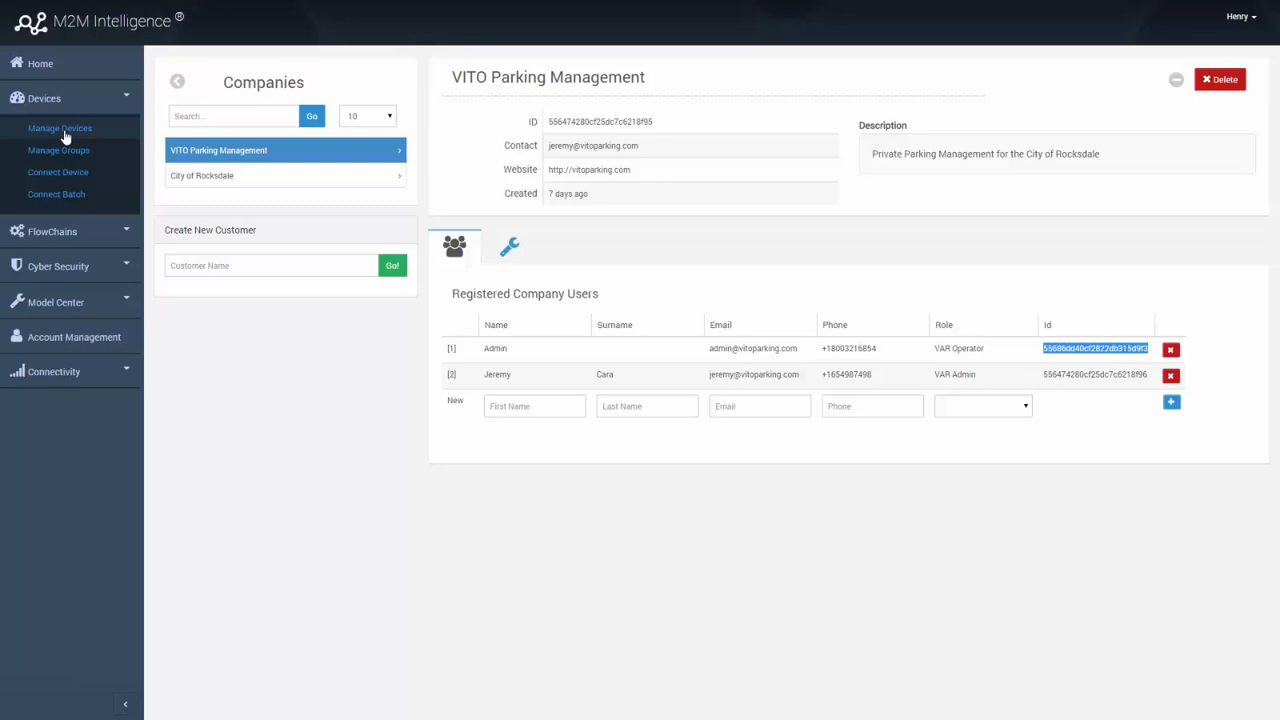 M2M Intelligence ®
Henry
Home
Devices
Manage Devices
Manage Groups
Connect Device
Connect Batch
FlowChains
Cyber Security
Model Center
Account Management
Connectivity
Companies
Search...
Go
10
VITO Parking Management
City of Rocksdale
Create New Customer
Customer Name
Go!
VITO Parking Management
Delete
ID 556474280cf25dc7c6218f95
Contact jeremy@vitoparking.com
Website http://vitoparking.com
Created 7 days ago
Description
Private Parking Management for the City of Rocksdale
Registered Company Users
Name Surname Email Phone Role Id
[1] Admin admin@vitoparking.com +18003216854 VAR Operator 55686dd40cf2822db315d9f3
[2] Jeremy Cara jeremy@vitoparking.com +1654987498 VAR Admin 556474280cf25dc7c6218f96
New First Name Last Name Email Phone